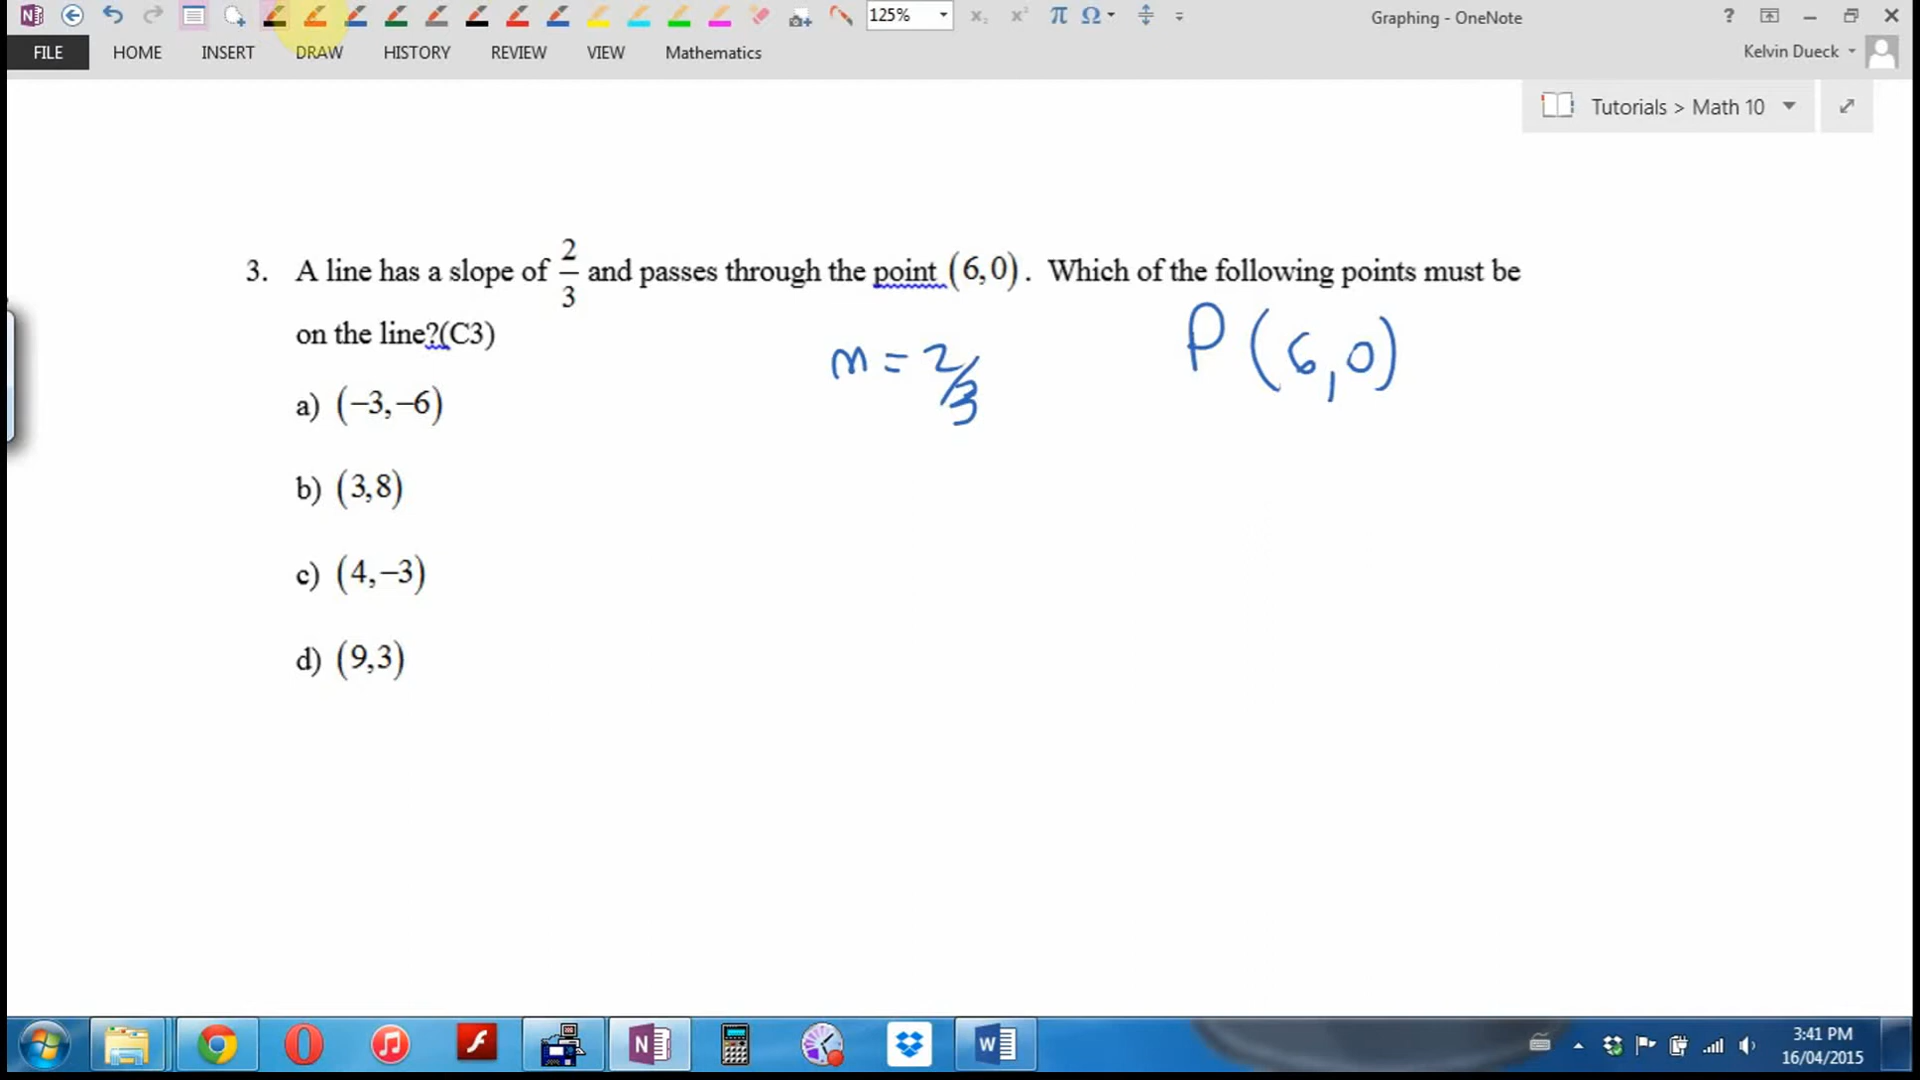 125%
x₂ x² π Ω
Graphing - OneNote
?
FILE HOME INSERT DRAW HISTORY REVIEW VIEW Mathematics
Kelvin Dueck
Tutorials > Math 10
3. A line has a slope of 2/3 and passes through the point (6,0). Which of the following points must be
on the line?(C3)
m = 2/3
P (6,0)
a) (−3,−6)
b) (3,8)
c) (4,−3)
d) (9,3)
3:41 PM
16/04/2015